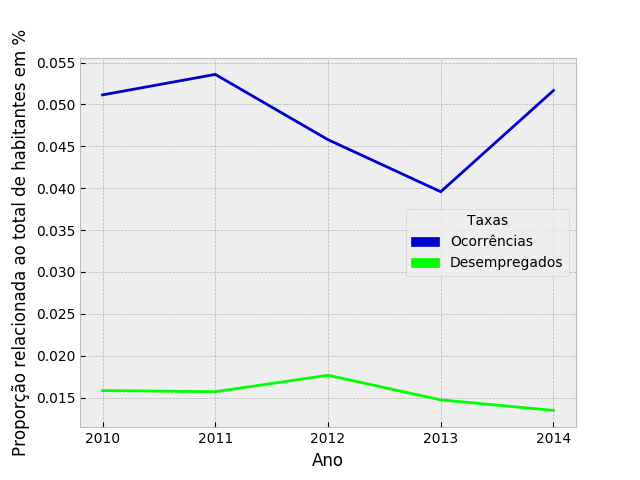 Proporção relacionada ao total de habitantes em %
0.055
0.050
0.045
0.040
0.035
0.030
0.025
0.020
0.015
Taxas
Ocorrências
Desempregados
2010 2011 2012 2013 2014
Ano